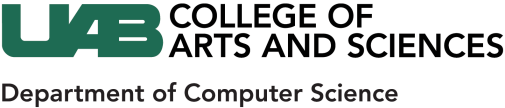 UAB COLLEGE OF
ARTS AND SCIENCES
Department of Computer Science